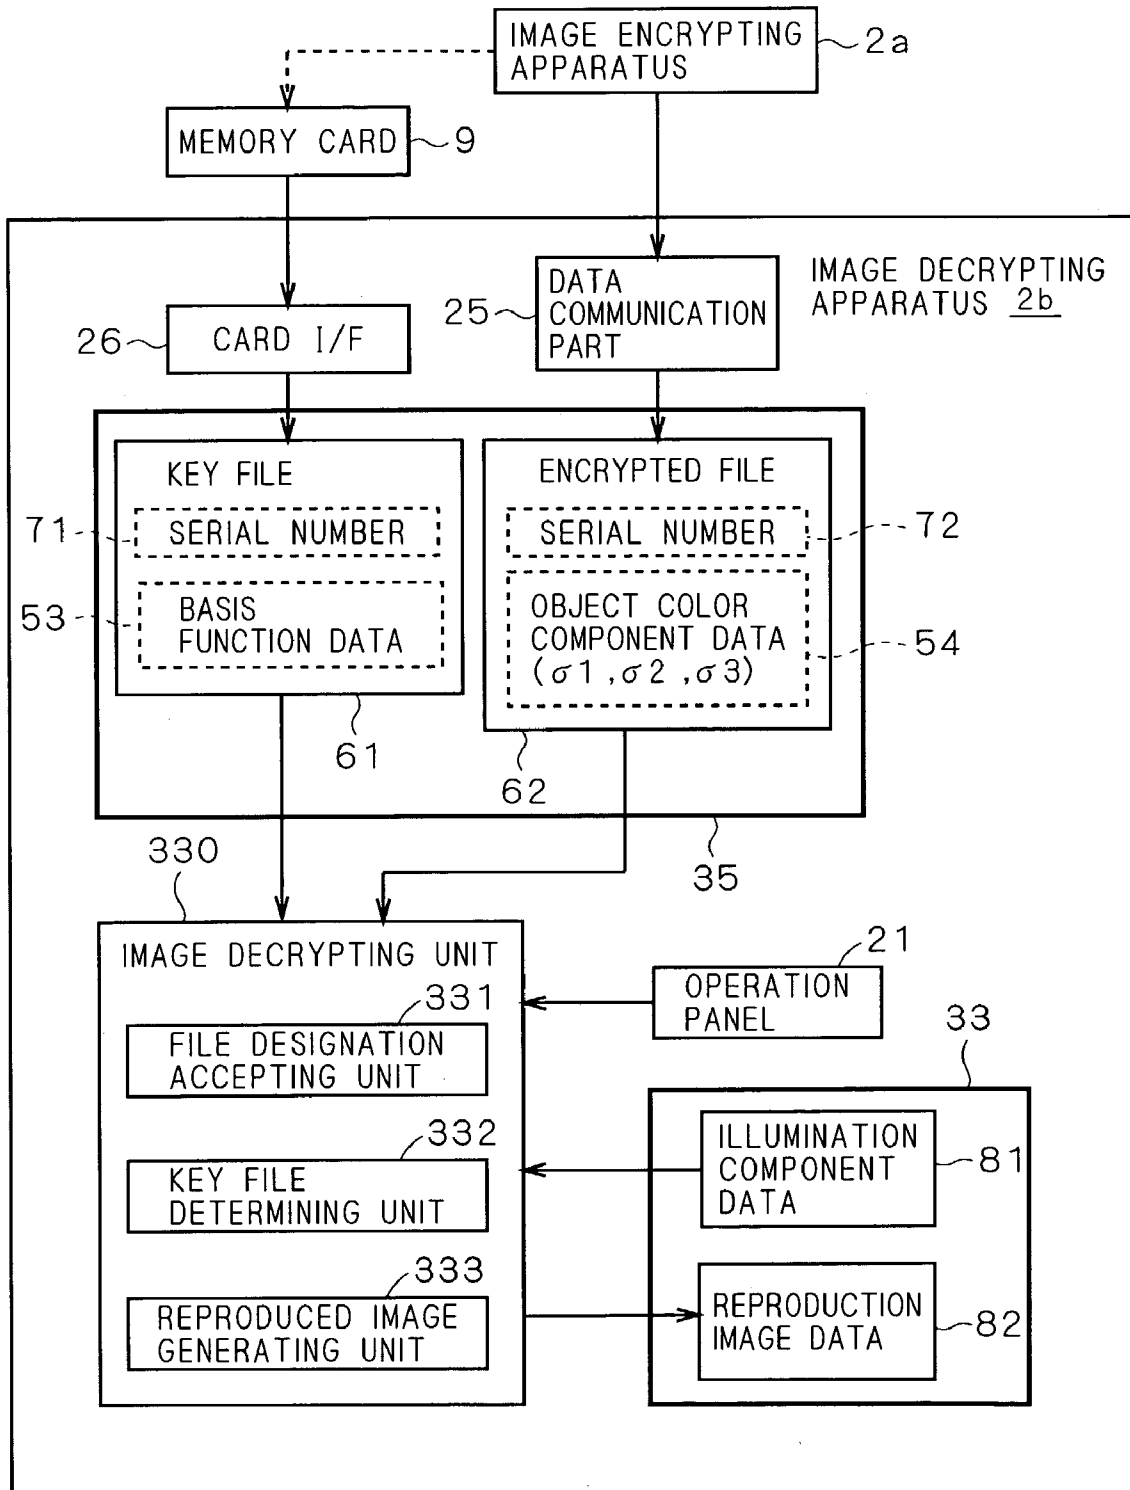 IMAGE ENCRYPTING
APPARATUS
2a
MEMORY CARD
9
IMAGE DECRYPTING
APPARATUS 2b
DATA
COMMUNICATION
PART
25
26
CARD I/F
KEY FILE
71
SERIAL NUMBER
53
BASIS
FUNCTION DATA
61
ENCRYPTED FILE
SERIAL NUMBER
72
OBJECT COLOR
COMPONENT DATA
(σ1,σ2,σ3)
54
62
35
330
IMAGE DECRYPTING UNIT
331
FILE DESIGNATION
ACCEPTING UNIT
332
KEY FILE
DETERMINING UNIT
333
REPRODUCED IMAGE
GENERATING UNIT
21
OPERATION
PANEL
33
ILLUMINATION
COMPONENT
DATA
81
REPRODUCTION
IMAGE DATA
82